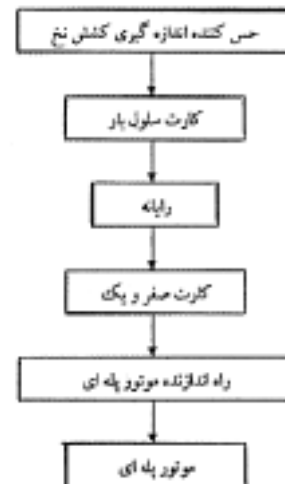 حس کننده اندازه گیری کشش نخ
کارت سلول بار
رایانه
کارت صفر و یک
راه اندازنده موتور پله ای
موتور پله ای